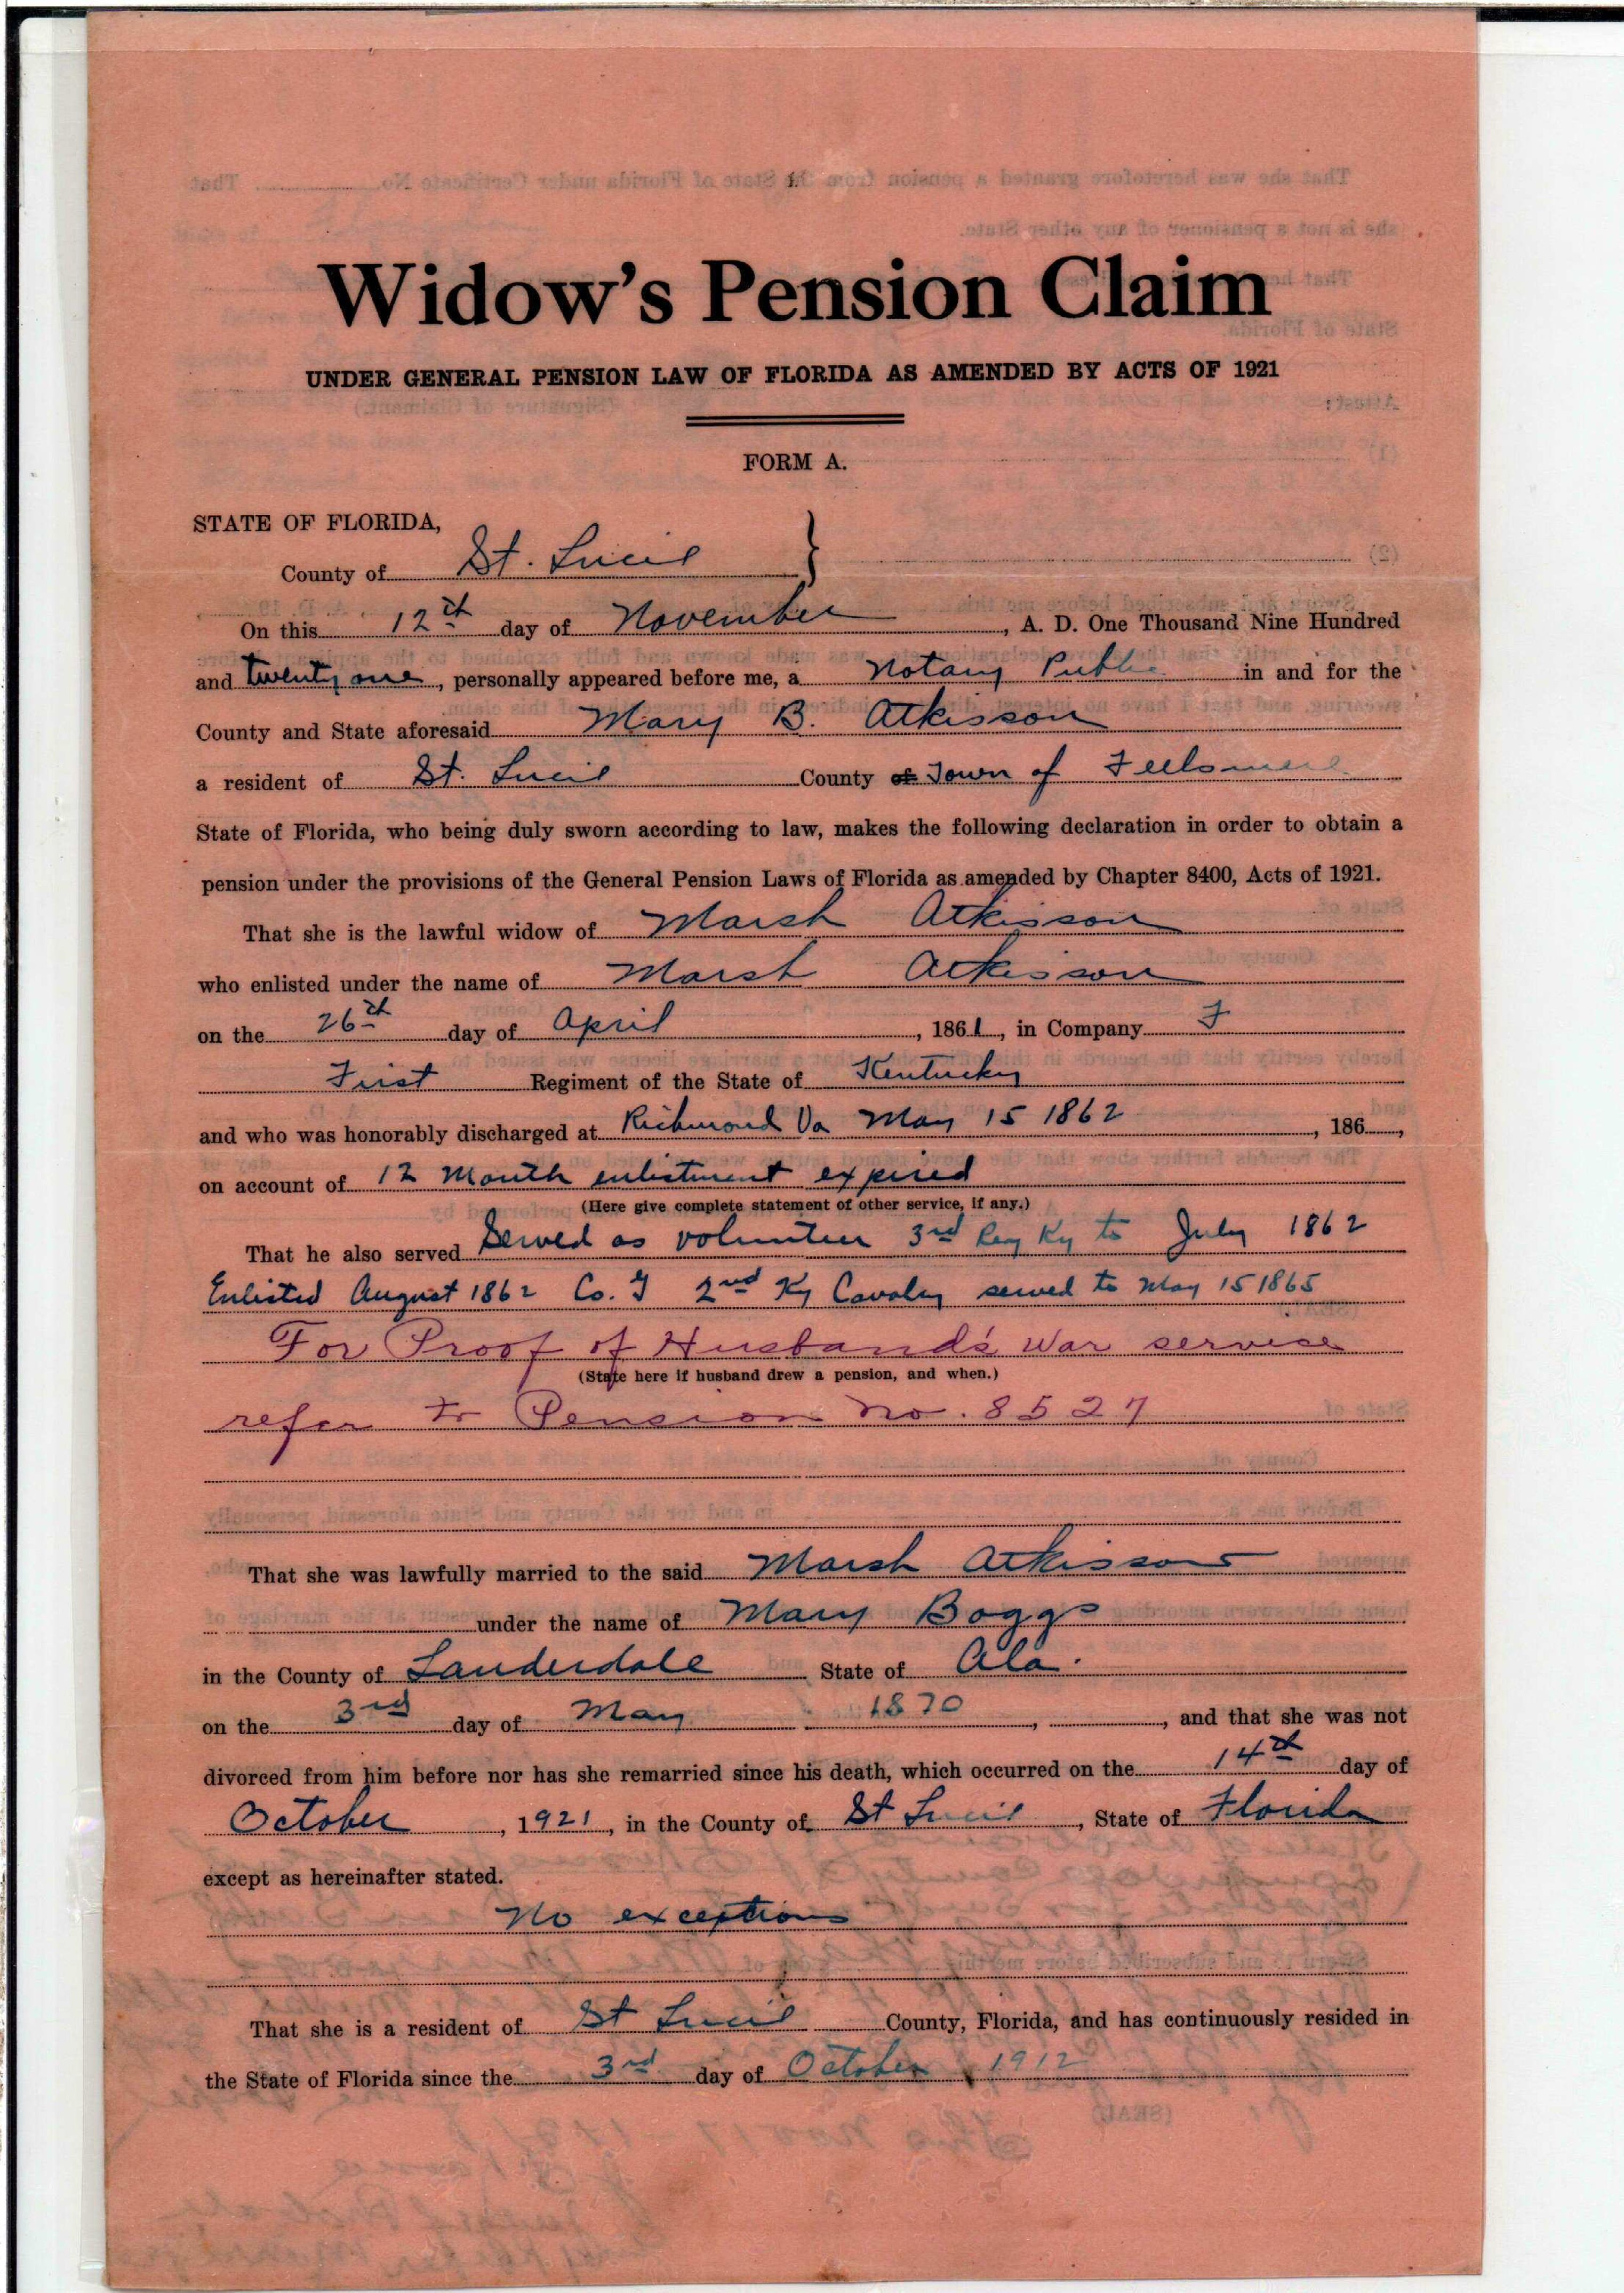 Widow's Pension Claim
UNDER GENERAL PENSION LAW OF FLORIDA AS AMENDED BY ACTS OF 1921
FORM A.
STATE OF FLORIDA,
County of St. Lucie
On this 12th day of November, A. D. One Thousand Nine Hundred
and twenty one, personally appeared before me, a Notary Public in and for the
County and State aforesaid Mary B. Atkisson
a resident of St. Lucie County of Town of Fellsmere
State of Florida, who being duly sworn according to law, makes the following declaration in order to obtain a
pension under the provisions of the General Pension Laws of Florida as amended by Chapter 8400, Acts of 1921.
That she is the lawful widow of Marsh Atkisson
who enlisted under the name of Marsh Atkisson
on the 26th day of April, 1861, in Company F
First Regiment of the State of Kentucky
and who was honorably discharged at Richmond Va May 15 1862, 186
on account of 12 Month enlistment expired
(Here give complete statement of other service, if any.)
That he also served Served as volunteer 3rd Reg Ky to July 1862
Enlisted August 1862 Co. G 2nd Ky Cavalry served to May 15 1865
For Proof of Husband's War service
(State here if husband drew a pension, and when.)
refer to Pension No. 8527
That she was lawfully married to the said Marsh Atkisson
under the name of Mary Boggs
in the County of Lauderdale State of Ala.
on the 3rd day of May 1870, , and that she was not
divorced from him before nor has she remarried since his death, which occurred on the 14th day of
October, 1921, in the County of St Lucie, State of Florida
except as hereinafter stated.
No exceptions
That she is a resident of St Lucie County, Florida, and has continuously resided in
the State of Florida since the 3rd day of October 1912